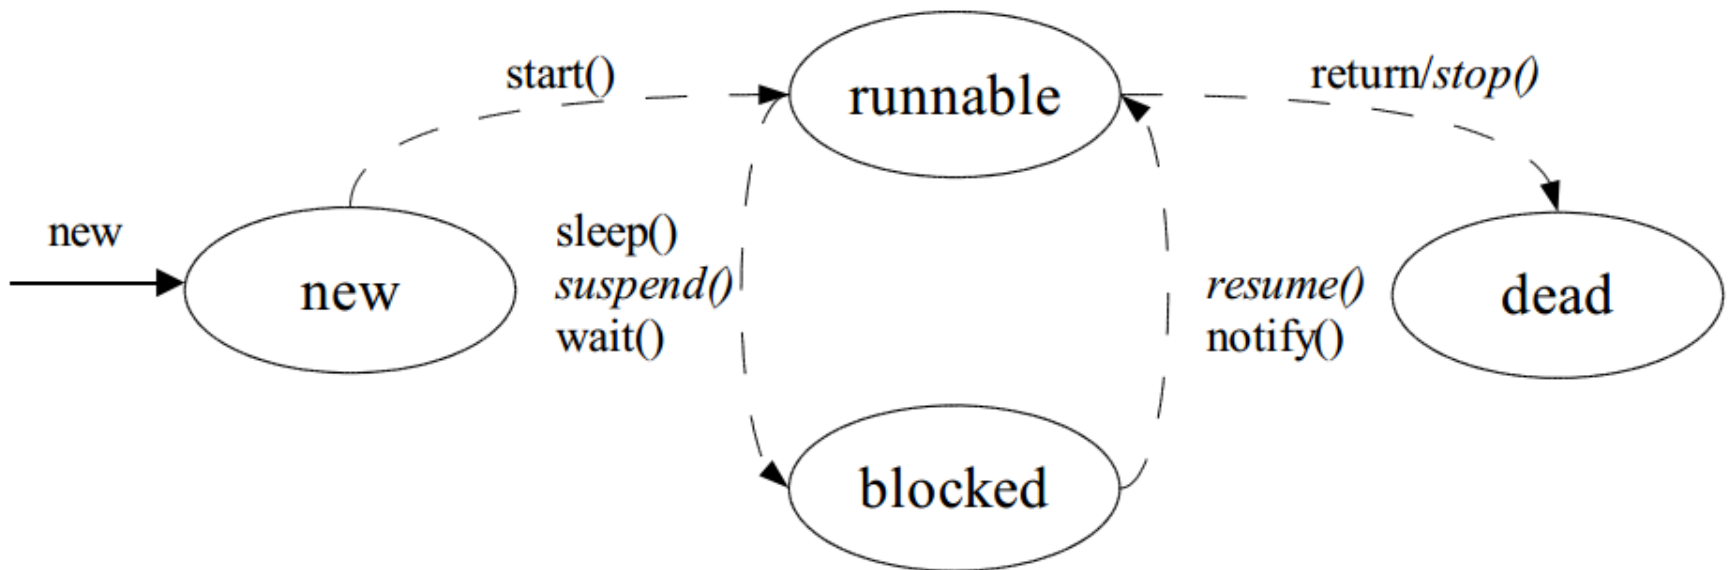 start()
runnable
return/stop()
new
new
sleep()
suspend()
wait()
resume()
notify()
dead
blocked